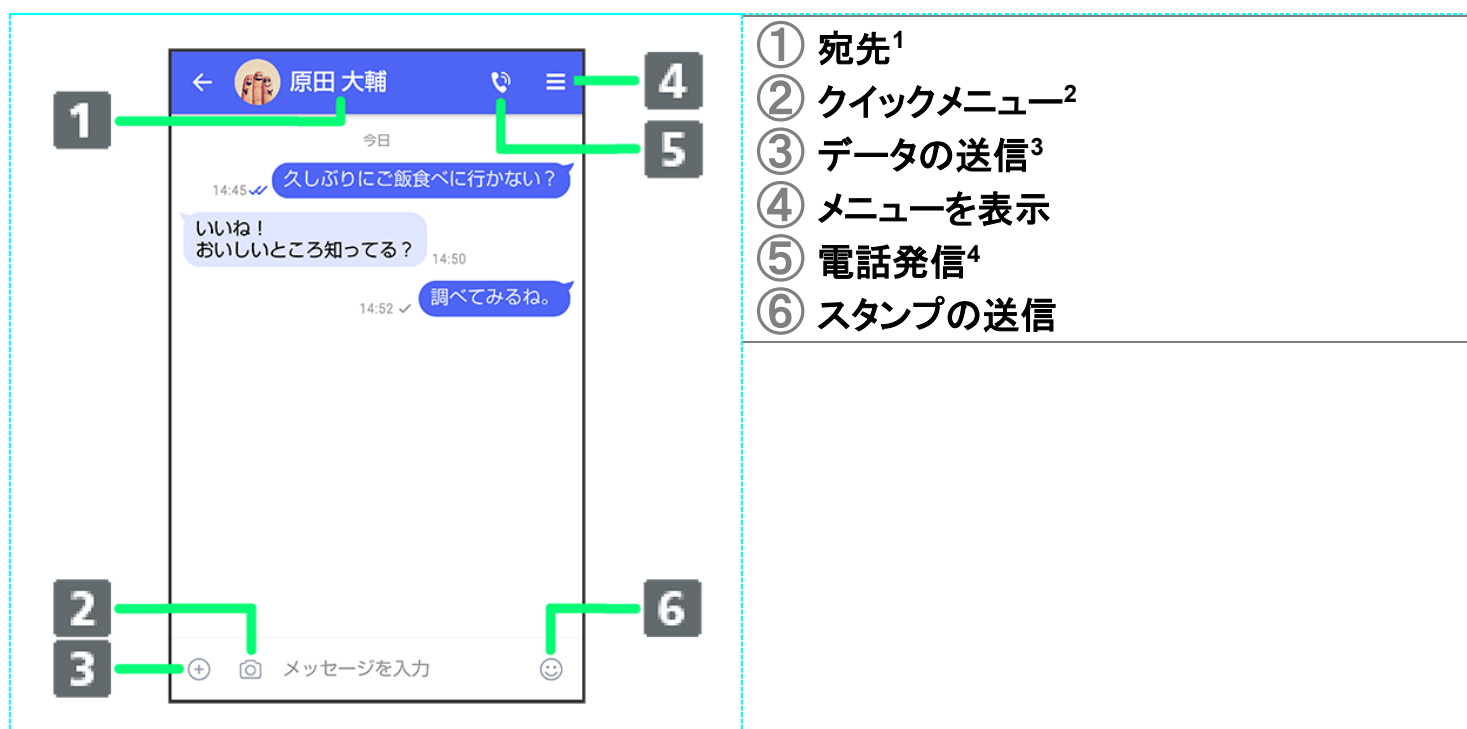 原田 大輔
今日
久しぶりにご飯食べに行かない？
14:45
いいね！
おいしいところ知ってる？
14:50
調べてみるね。
14:52
メッセージを入力
1
2
3
4
5
6
① 宛先¹
② クイックメニュー²
③ データの送信³
④ メニューを表示
⑤ 電話発信⁴
⑥ スタンプの送信